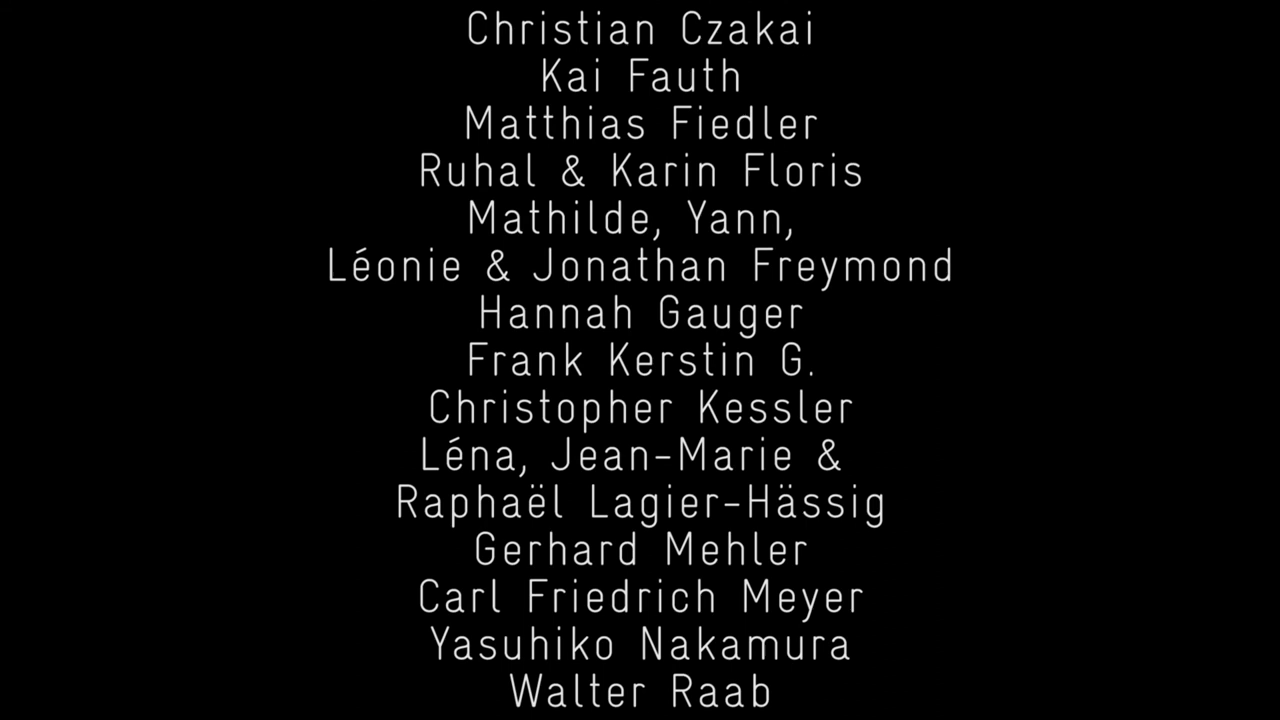 Christian Czakai
Kai Fauth
Matthias Fiedler
Ruhal & Karin Floris
Mathilde, Yann,
Léonie & Jonathan Freymond
Hannah Gauger
Frank Kerstin G.
Christopher Kessler
Léna, Jean-Marie &
Raphaël Lagier-Hässig
Gerhard Mehler
Carl Friedrich Meyer
Yasuhiko Nakamura
Walter Raab